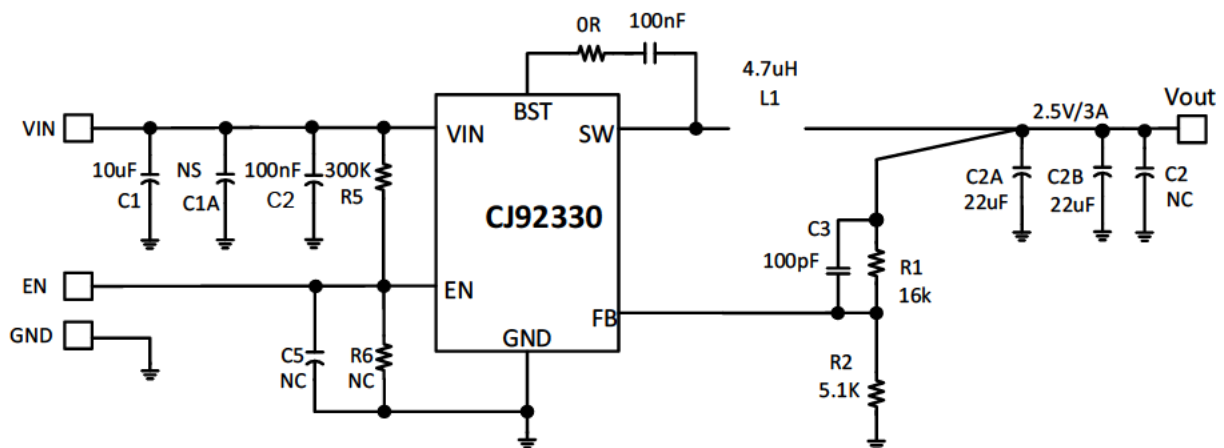 0R
100nF
4.7uH
L1
BST
VIN
VIN
SW
2.5V/3A
Vout
10uF
C1
NS
C1A
100nF
C2
300K
R5
CJ92330
C2A
22uF
C2B
22uF
C2
NC
C3
100pF
R1
16k
EN
EN
FB
GND
GND
C5
NC
R6
NC
R2
5.1K